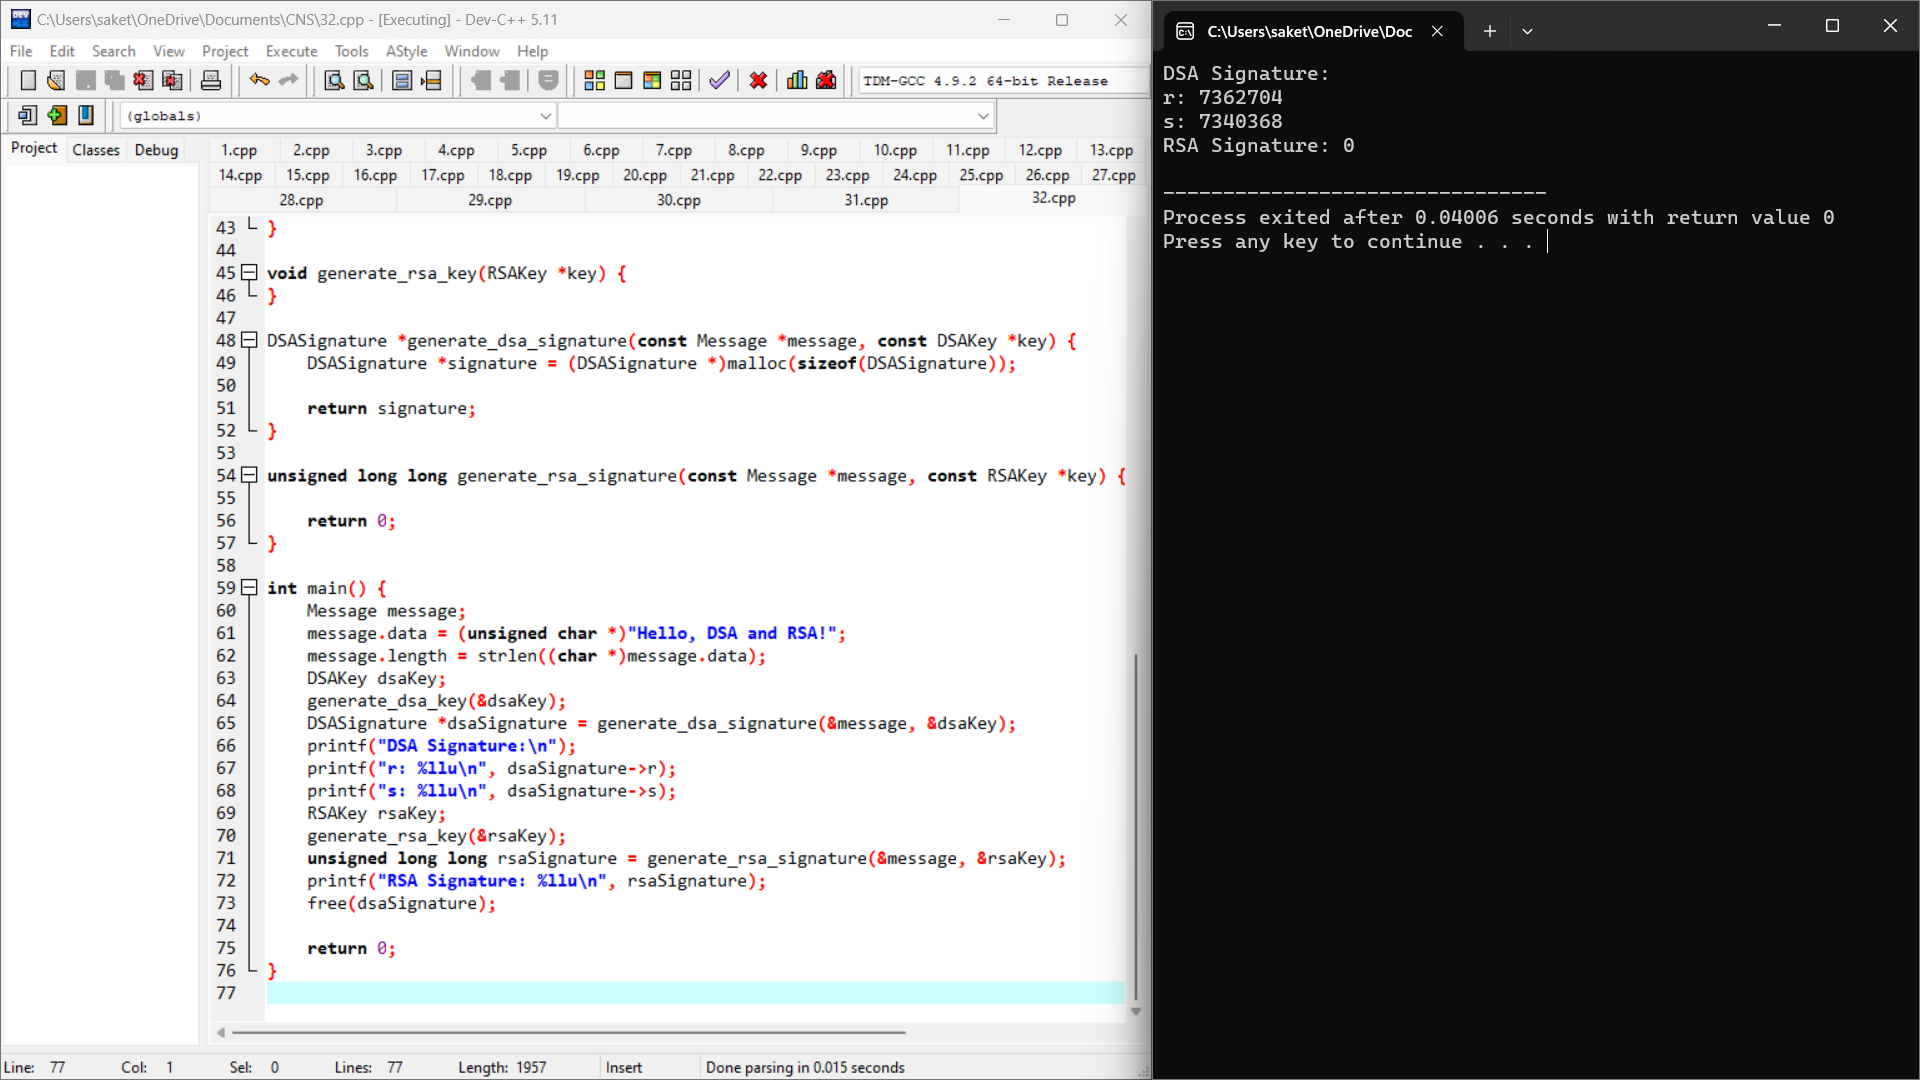 C:\Users\saket\OneDrive\Documents\CNS\32.cpp - [Executing] - Dev-C++ 5.11
File Edit Search View Project Execute Tools AStyle Window Help
TDM-GCC 4.9.2 64-bit Release
(globals)
Project Classes Debug
1.cpp 2.cpp 3.cpp 4.cpp 5.cpp 6.cpp 7.cpp 8.cpp 9.cpp 10.cpp 11.cpp 12.cpp 13.cpp
14.cpp 15.cpp 16.cpp 17.cpp 18.cpp 19.cpp 20.cpp 21.cpp 22.cpp 23.cpp 24.cpp 25.cpp 26.cpp 27.cpp
28.cpp 29.cpp 30.cpp 31.cpp 32.cpp
43 }
44
45 void generate_rsa_key(RSAKey *key) {
46 }
47
48 DSASignature *generate_dsa_signature(const Message *message, const DSAKey *key) {
49 DSASignature *signature = (DSASignature *)malloc(sizeof(DSASignature));
50
51 return signature;
52 }
53
54 unsigned long long generate_rsa_signature(const Message *message, const RSAKey *key) {
55
56 return 0;
57 }
58
59 int main() {
60 Message message;
61 message.data = (unsigned char *)"Hello, DSA and RSA!";
62 message.length = strlen((char *)message.data);
63 DSAKey dsaKey;
64 generate_dsa_key(&dsaKey);
65 DSASignature *dsaSignature = generate_dsa_signature(&message, &dsaKey);
66 printf("DSA Signature:\n");
67 printf("r: %llu\n", dsaSignature->r);
68 printf("s: %llu\n", dsaSignature->s);
69 RSAKey rsaKey;
70 generate_rsa_key(&rsaKey);
71 unsigned long long rsaSignature = generate_rsa_signature(&message, &rsaKey);
72 printf("RSA Signature: %llu\n", rsaSignature);
73 free(dsaSignature);
74
75 return 0;
76 }
77
Line: 77 Col: 1 Sel: 0 Lines: 77 Length: 1957 Insert Done parsing in 0.015 seconds
C:\Users\saket\OneDrive\Doc
DSA Signature:
r: 7362704
s: 7340368
RSA Signature: 0
--------------------------------
Process exited after 0.04006 seconds with return value 0
Press any key to continue . . .